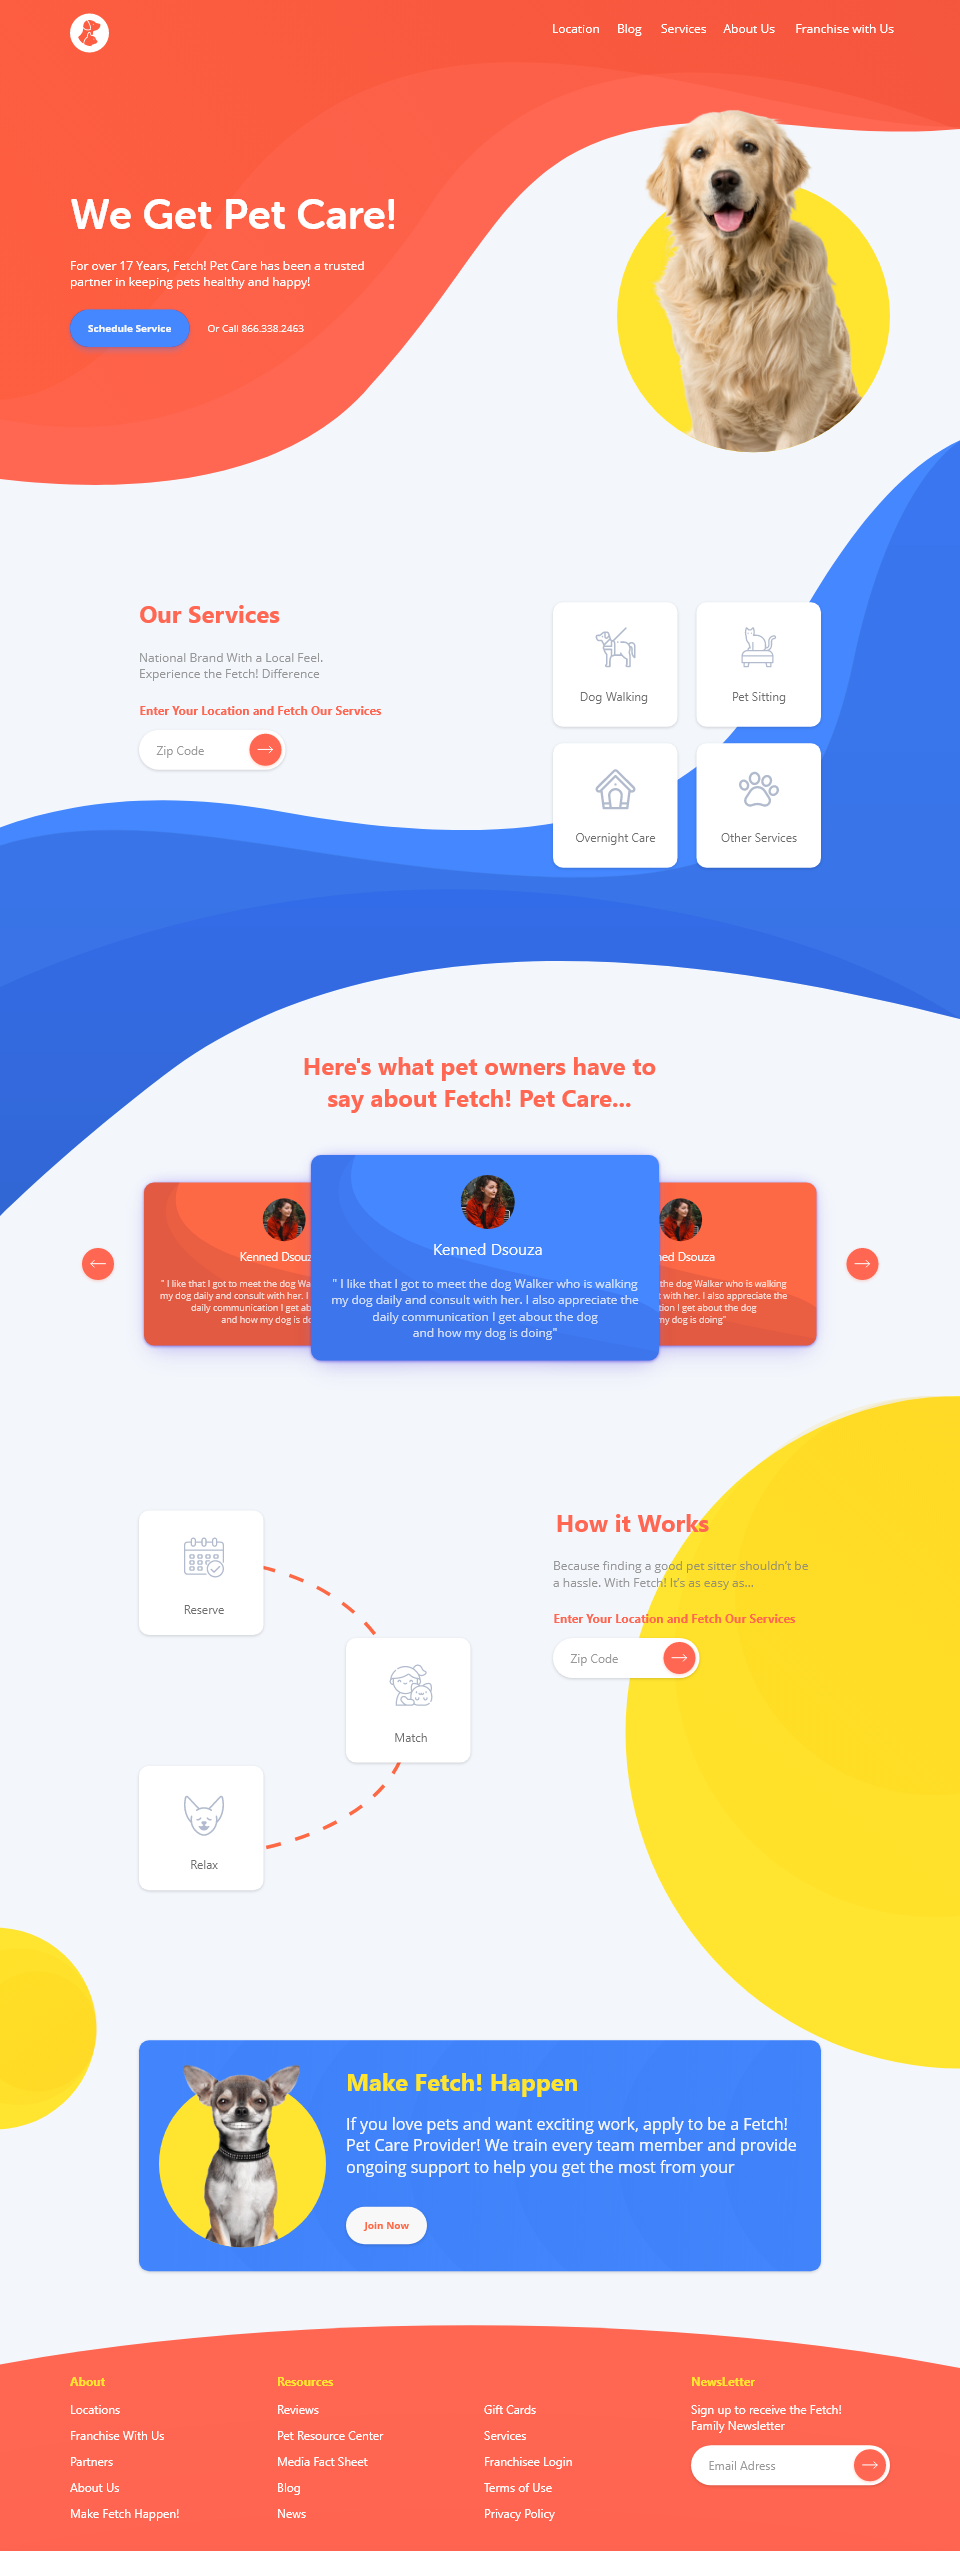 Location Blog Services About Us Franchise with Us
We Get Pet Care!
For over 17 Years, Fetch! Pet Care has been a trusted
partner in keeping pets healthy and happy!
Schedule Service Or Call 866.338.2463
Our Services
National Brand With a Local Feel.
Experience the Fetch! Difference
Enter Your Location and Fetch Our Services
Zip Code
Dog Walking
Pet Sitting
Overnight Care
Other Services
Here's what pet owners have to
say about Fetch! Pet Care...
Kenned
" I like that I got to meet the dog
my dog daily and consult with her. I
daily communication I get
and how my dog is
Kenned Dsouza
" I like that I got to meet the dog Walker who is walking
my dog daily and consult with her. I also appreciate the
daily communication I get about the dog
and how my dog is doing"
Dsouza
the dog Walker who is walking
with her. I also appreciate the
I get about the dog
my dog is doing"
Reserve
Match
Relax
How it Works
Because finding a good pet sitter shouldn't be
a hassle. With Fetch! It's as easy as...
Enter Your Location and Fetch Our Services
Zip Code
Make Fetch! Happen
If you love pets and want exciting work, apply to be a Fetch!
Pet Care Provider! We train every team member and provide
ongoing support to help you get the most from your
Join Now
About
Locations
Franchise With Us
Partners
About Us
Make Fetch Happen!
Resources
Reviews
Pet Resource Center
Media Fact Sheet
Blog
News
Gift Cards
Services
Franchisee Login
Terms of Use
Privacy Policy
NewsLetter
Sign up to receive the Fetch!
Family Newsletter
Email Adress